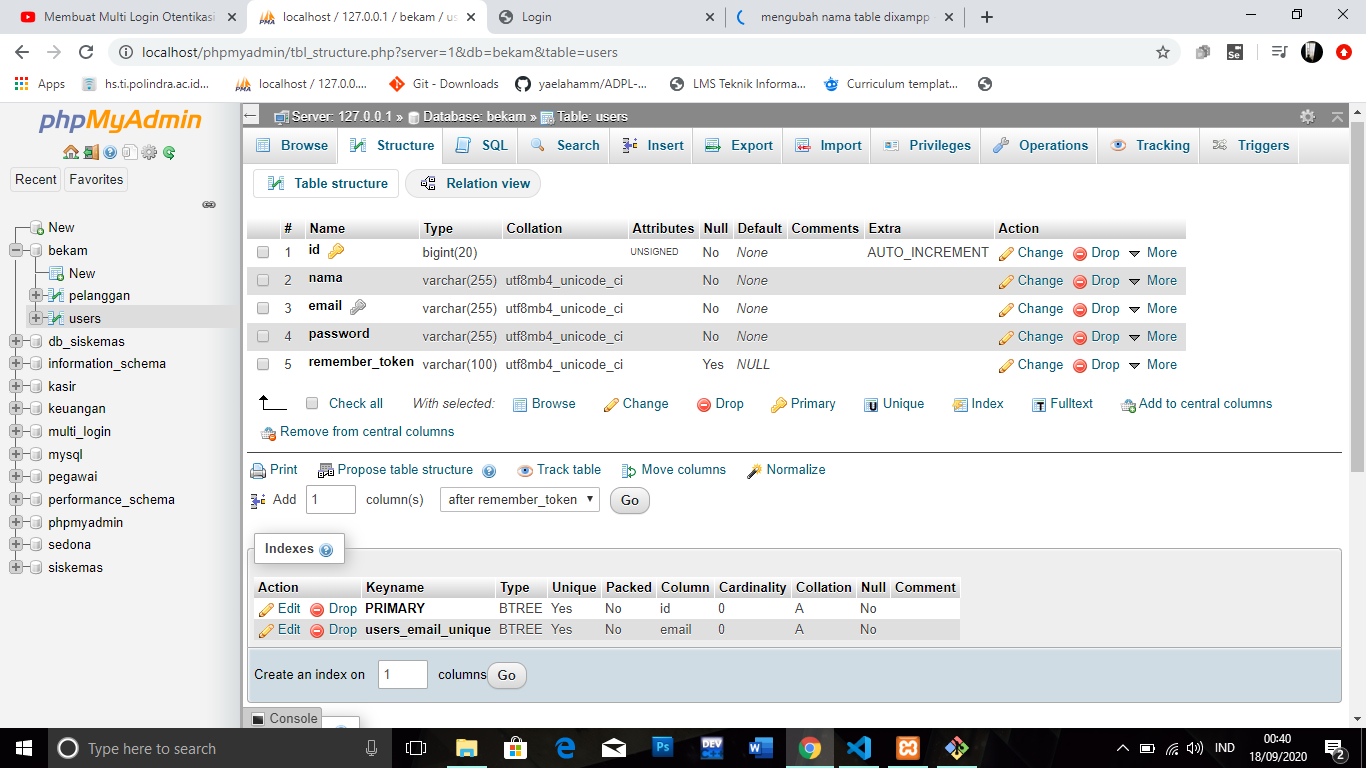 Membuat Multi Login Otentikasi
localhost / 127.0.0.1 / bekam / us
Login
mengubah nama table dixampp
localhost/phpmyadmin/tbl_structure.php?server=1&db=bekam&table=users
Apps
hs.ti.polindra.ac.id...
localhost / 127.0.0....
Git - Downloads
yaelahamm/ADPL-...
LMS Teknik Informa...
Curriculum templat...
phpMyAdmin
Recent Favorites
New
bekam
New
pelanggan
users
db_siskemas
information_schema
kasir
keuangan
multi_login
mysql
pegawai
performance_schema
phpmyadmin
sedona
siskemas
Server: 127.0.0.1 » Database: bekam » Table: users
Browse Structure SQL Search Insert Export Import Privileges Operations Tracking Triggers
Table structure Relation view
# Name Type Collation Attributes Null Default Comments Extra Action
1 id bigint(20) UNSIGNED No None AUTO_INCREMENT Change Drop More
2 nama varchar(255) utf8mb4_unicode_ci No None Change Drop More
3 email varchar(255) utf8mb4_unicode_ci No None Change Drop More
4 password varchar(255) utf8mb4_unicode_ci No None Change Drop More
5 remember_token varchar(100) utf8mb4_unicode_ci Yes NULL Change Drop More
Check all With selected: Browse Change Drop Primary Unique Index Fulltext Add to central columns
Remove from central columns
Print Propose table structure Track table Move columns Normalize
Add 1 column(s) after remember_token Go
Indexes
Action Keyname Type Unique Packed Column Cardinality Collation Null Comment
Edit Drop PRIMARY BTREE Yes No id 0 A No
Edit Drop users_email_unique BTREE Yes No email 0 A No
Create an index on 1 columns Go
Console
Type here to search
IND
00:40
18/09/2020
2